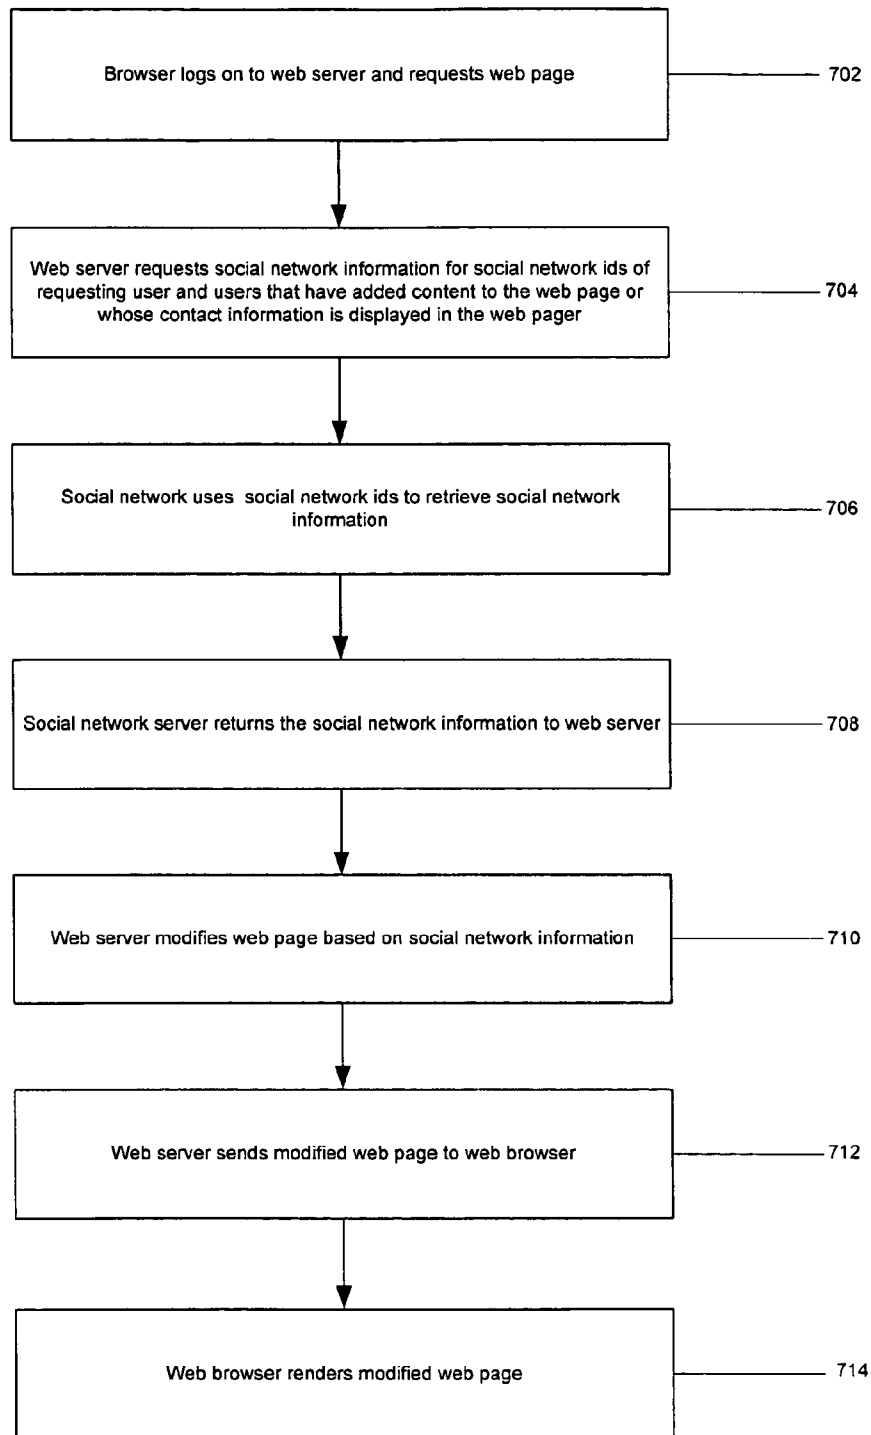 Browser logs on to web server and requests web page
702
Web server requests social network information for social network ids of
requesting user and users that have added content to the web page or
whose contact information is displayed in the web pager
704
Social network uses social network ids to retrieve social network
information
706
Social network server returns the social network information to web server
708
Web server modifies web page based on social network information
710
Web server sends modified web page to web browser
712
Web browser renders modified web page
714